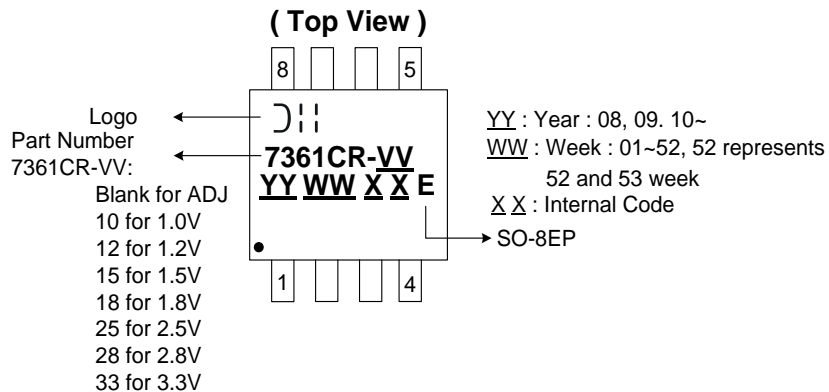 ( Top View )
8 5
Logo
Part Number
7361CR-VV:
Blank for ADJ
10 for 1.0V
12 for 1.2V
15 for 1.5V
18 for 1.8V
25 for 2.5V
28 for 2.8V
33 for 3.3V
7361CR-VV
YY WW X X E
1 4
YY : Year : 08, 09. 10~
WW : Week : 01~52, 52 represents
52 and 53 week
X X : Internal Code
SO-8EP